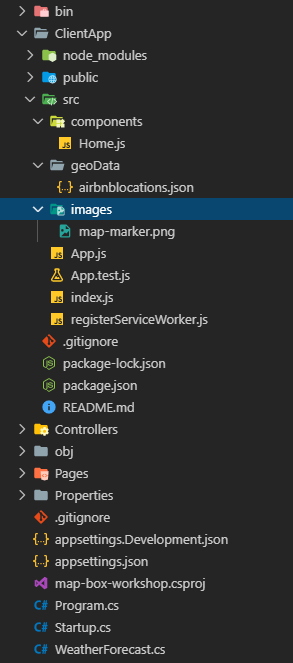 bin
ClientApp
node_modules
public
src
components
Home.js
geoData
airbnblocations.json
images
map-marker.png
App.js
App.test.js
index.js
registerServiceWorker.js
.gitignore
package-lock.json
package.json
README.md
Controllers
obj
Pages
Properties
.gitignore
appsettings.Development.json
appsettings.json
map-box-workshop.csproj
Program.cs
Startup.cs
WeatherForecast.cs